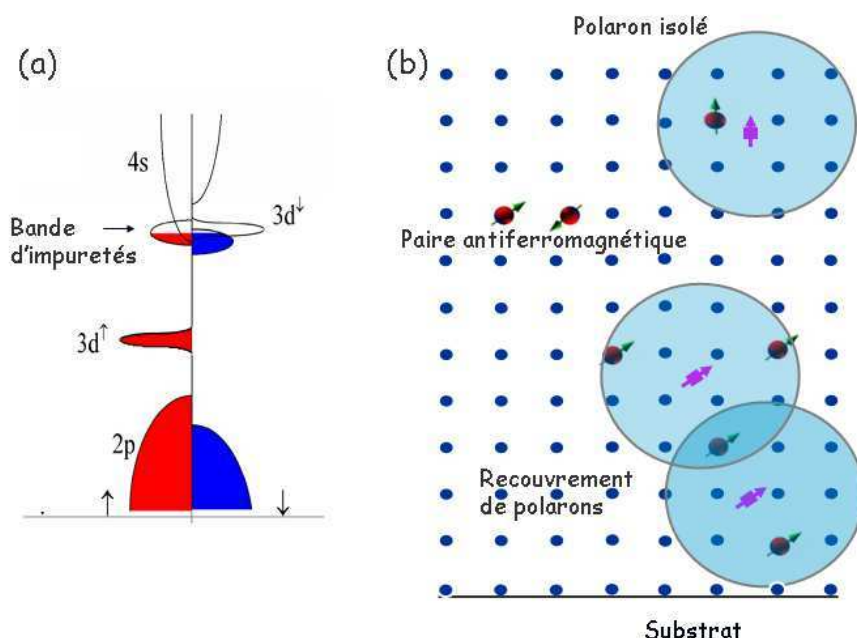 (a)
4s
3d↓
Bande
d'impuretés
3d↑
2p
↑
↓
(b)
Polaron isolé
Paire antiferromagnétique
Recouvrement
de polarons
Substrat